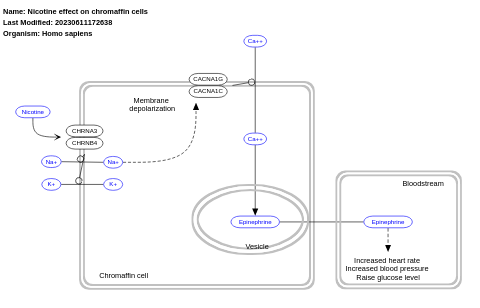 Name: Nicotine effect on chromaffin cells
Last Modified: 20230611172638
Organism: Homo sapiens
Ca++
CACNA1G
CACNA1C
Membrane
depolarization
Nicotine
CHRNA3
CHRNB4
Ca++
Na+
Na+
K+
K+
Bloodstream
Epinephrine
Epinephrine
Vesicle
Increased heart rate
Increased blood pressure
Raise glucose level
Chromaffin cell